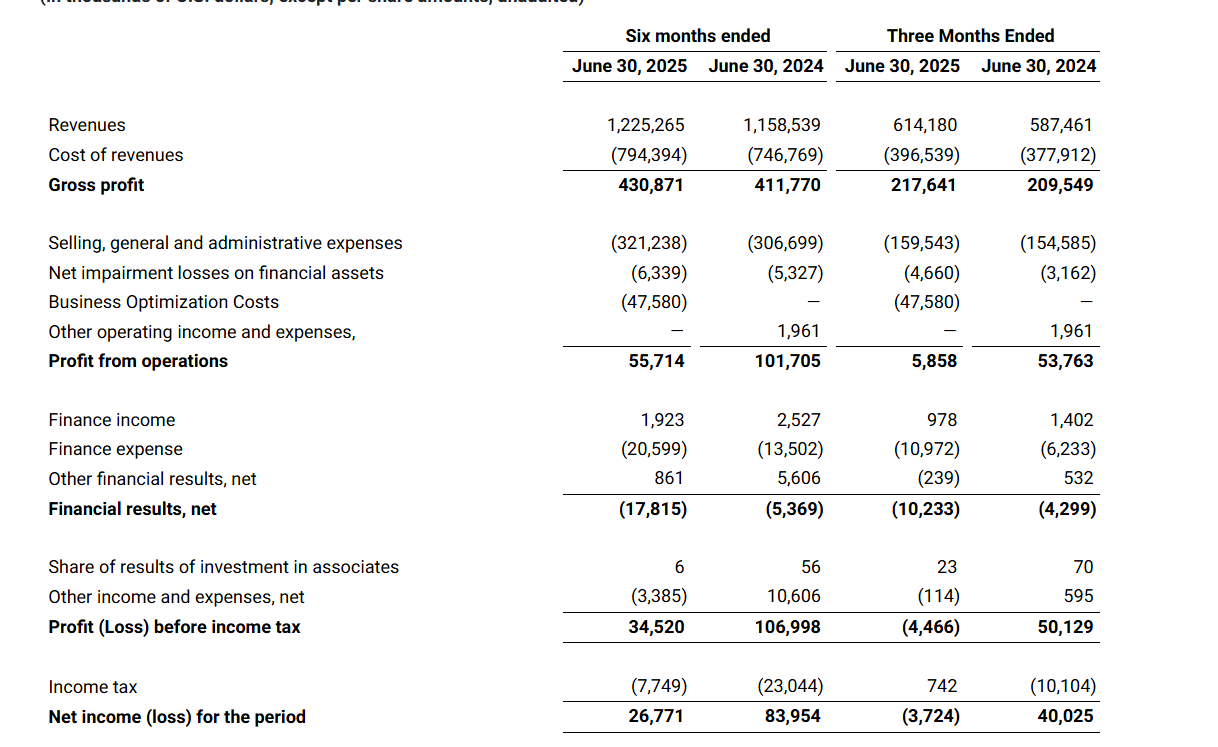 (in thousands of U.S. dollars, except per share amounts, unaudited)
Six months ended Three Months Ended
June 30, 2025 June 30, 2024 June 30, 2025 June 30, 2024
Revenues 1,225,265 1,158,539 614,180 587,461
Cost of revenues (794,394) (746,769) (396,539) (377,912)
Gross profit 430,871 411,770 217,641 209,549
Selling, general and administrative expenses (321,238) (306,699) (159,543) (154,585)
Net impairment losses on financial assets (6,339) (5,327) (4,660) (3,162)
Business Optimization Costs (47,580) — (47,580) —
Other operating income and expenses, — 1,961 — 1,961
Profit from operations 55,714 101,705 5,858 53,763
Finance income 1,923 2,527 978 1,402
Finance expense (20,599) (13,502) (10,972) (6,233)
Other financial results, net 861 5,606 (239) 532
Financial results, net (17,815) (5,369) (10,233) (4,299)
Share of results of investment in associates 6 56 23 70
Other income and expenses, net (3,385) 10,606 (114) 595
Profit (Loss) before income tax 34,520 106,998 (4,466) 50,129
Income tax (7,749) (23,044) 742 (10,104)
Net income (loss) for the period 26,771 83,954 (3,724) 40,025